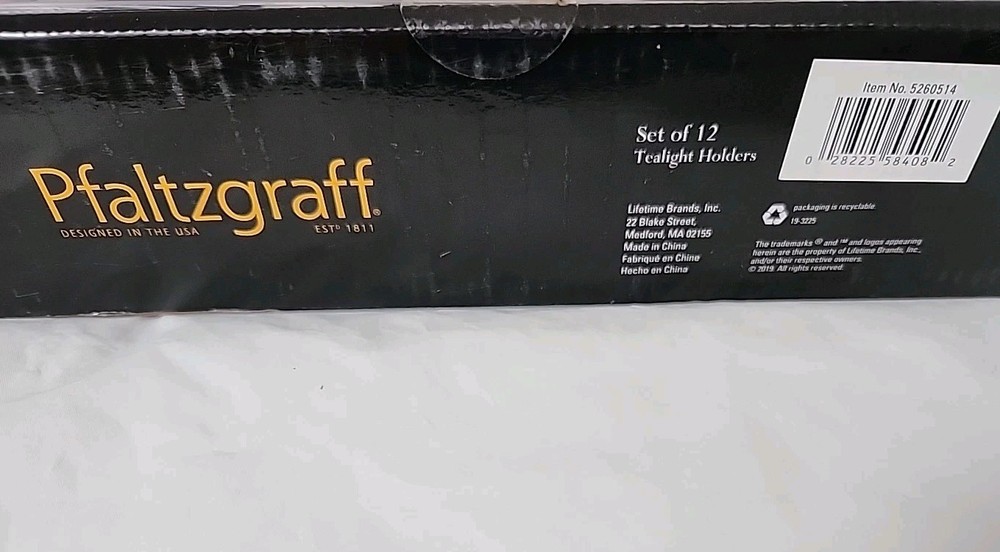 Pfaltzgraff®
DESIGNED IN THE USA
ESTD 1811
Set of 12
Tealight Holders
Item No. 5260514
0 28225 58408 2
Lifetime Brands, Inc.
22 Blake Street,
Medford, MA 02155
Made in China
Fabriqué en Chine
Hecho en China
packaging is recyclable
19-3225
The trademarks ® and ™ and logos appearing
herein are the property of Lifetime Brands, Inc.,
and/or their respective owners.
© 2019. All rights reserved.